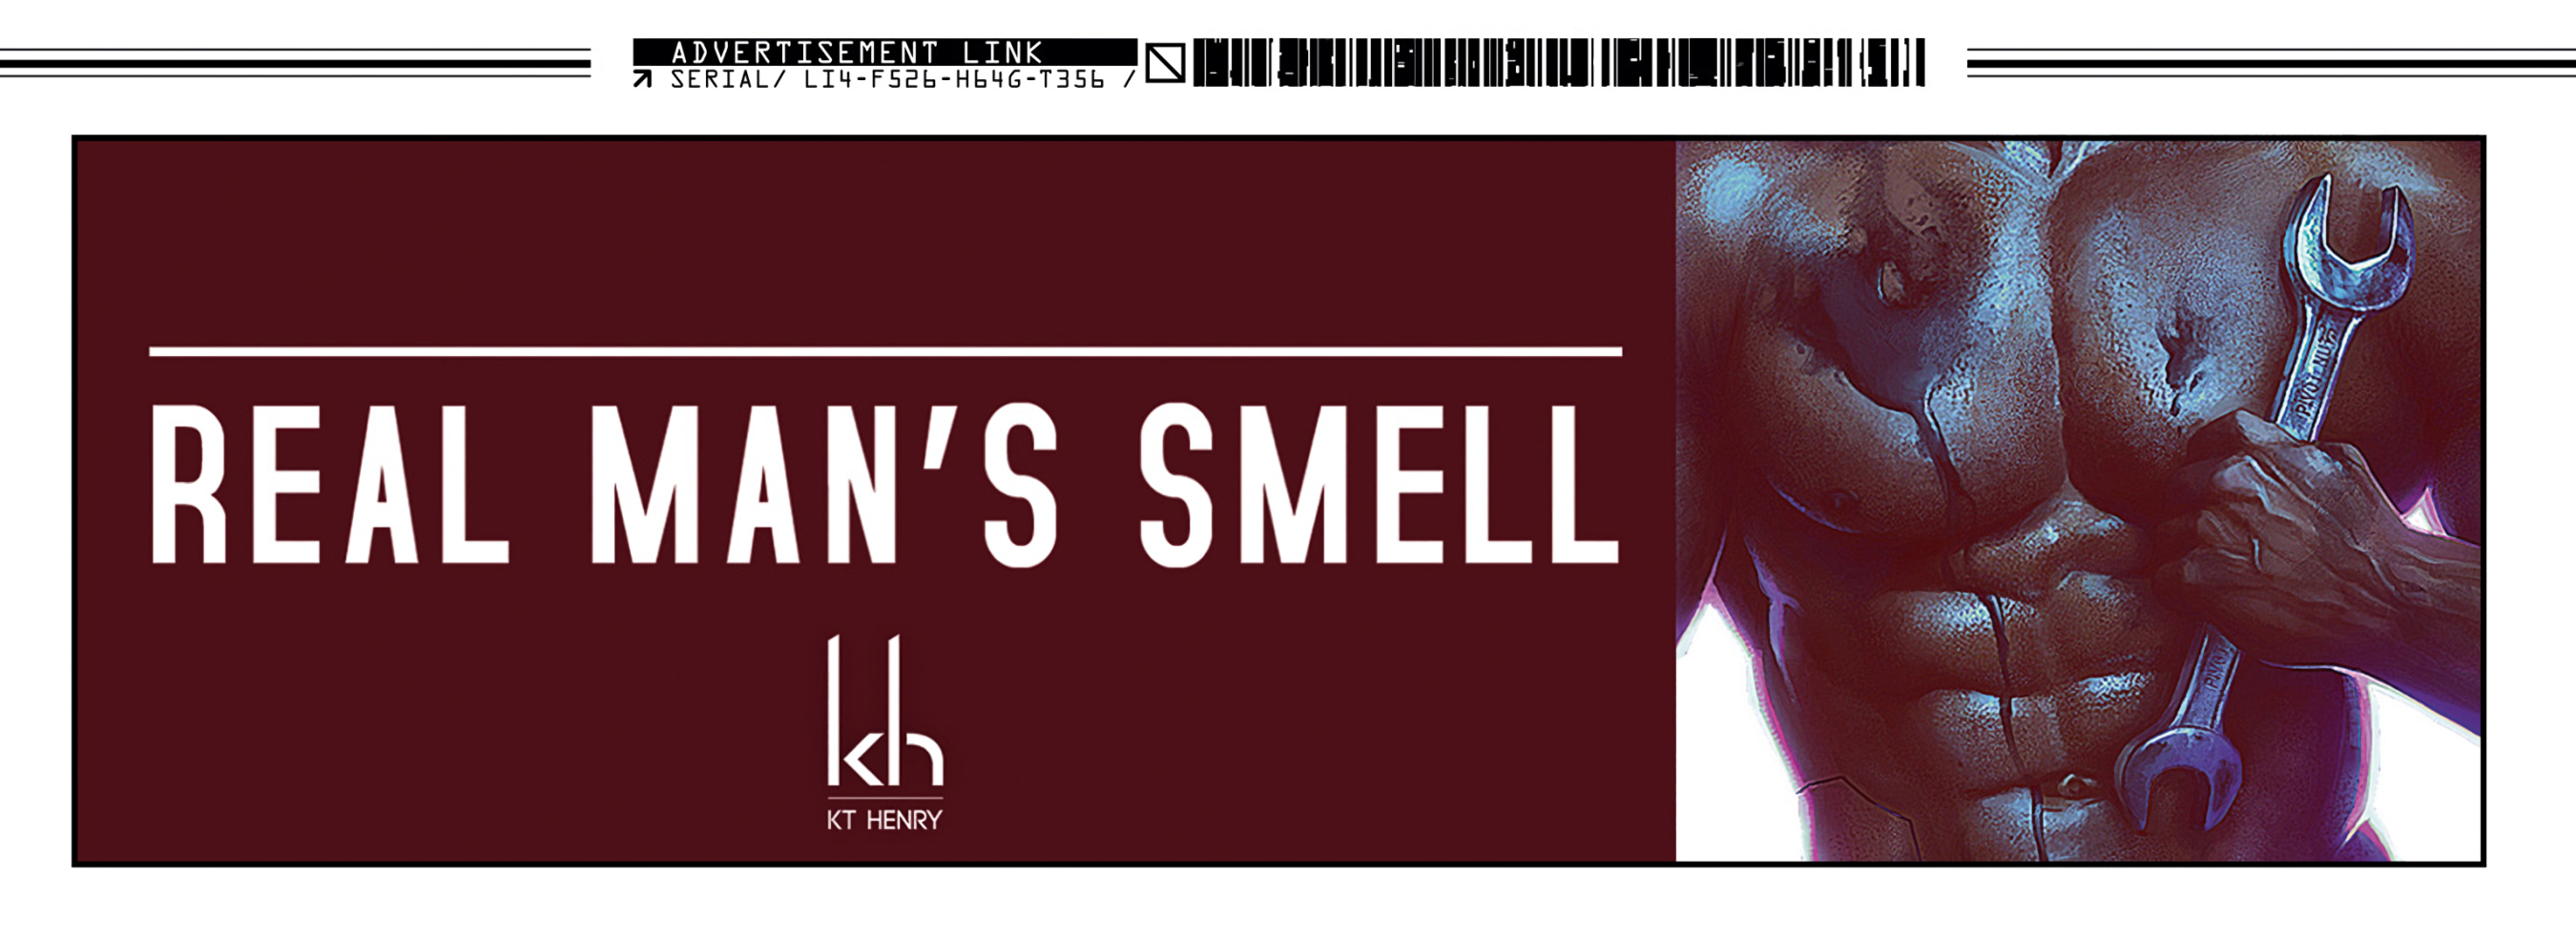 ADVERTISEMENT LINK
SERIAL/ LI4-F526-H64G-T356 /
REAL MAN'S SMELL
kh
KT HENRY